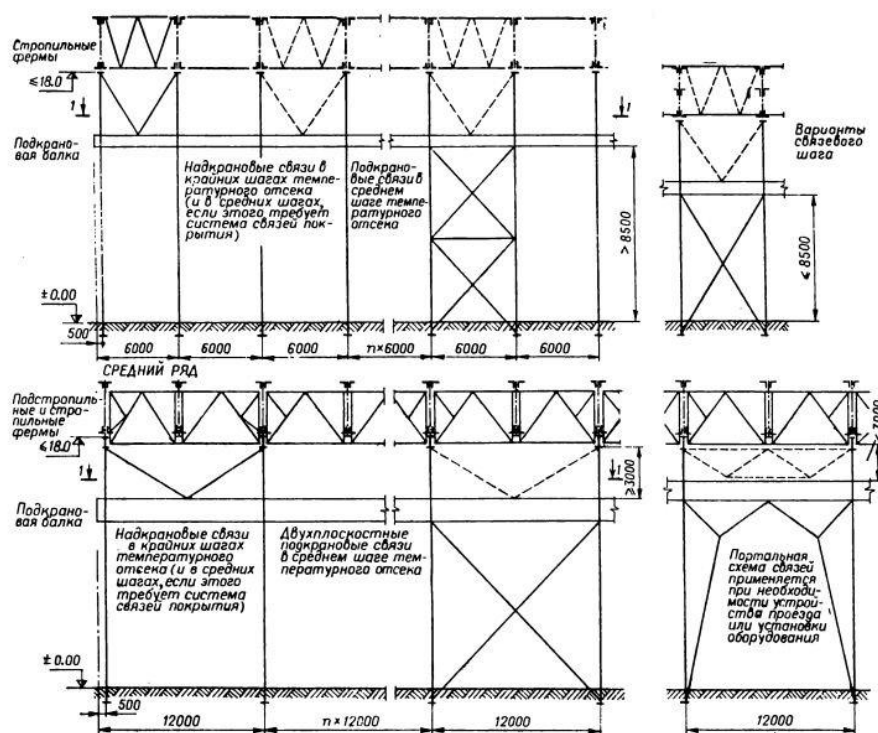 Стропильные
фермы
≤18.0
1
1
Подкрано-
вая балка
Надкрановые связи в
крайних шагах темпе-
ратурного отсека
(и в средних шагах,
если этого требует
система связей пок-
рытия)
Подкрано-
вые связи в
среднем
шаге темпе-
ратурного
отсека
> 8500
± 0.00
500
6000
6000
6000
n×6000
6000
6000
Варианты
связевого
шага
≤ 8500
СРЕДНИЙ РЯД
Подстропиль-
ные и стро-
пильные
фермы
≤18.0
1
1
≥3000
Подкрано-
вая балка
Надкрановые связи
в крайних шагах
температурного
отсека (и в средних
шагах, если этого
требует система
связей покрытия)
Двухплоскостные
подкрановые связи
в среднем шаге тем-
пературного отсека
± 0.00
500
12000
n×12000
12000
Портальная
схема связей
применяется
при необходи-
мости устрой-
ства проезда
или установки
оборудования
12000